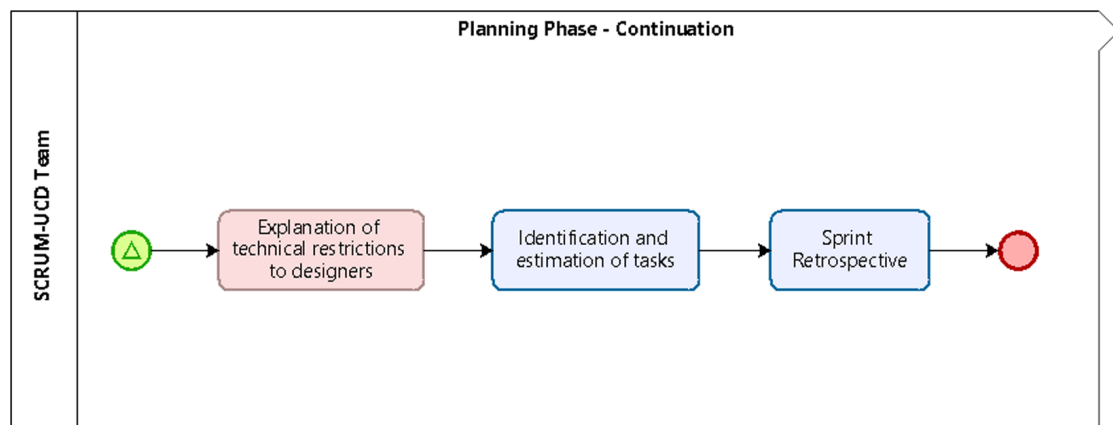 Planning Phase - Continuation
SCRUM-UCD Team
Explanation of
technical restrictions
to designers
Identification and
estimation of tasks
Sprint
Retrospective